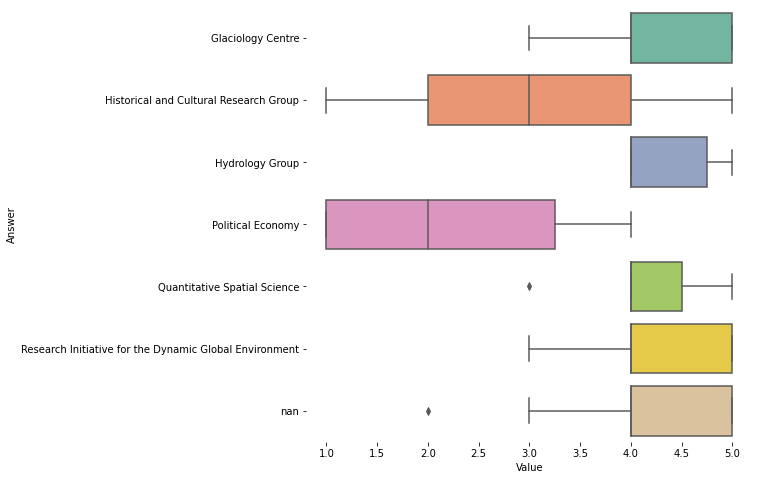 Glaciology Centre
Historical and Cultural Research Group
Hydrology Group
Political Economy
Quantitative Spatial Science
Research Initiative for the Dynamic Global Environment
nan
Answer
1.0 1.5 2.0 2.5 3.0 3.5 4.0 4.5 5.0
Value